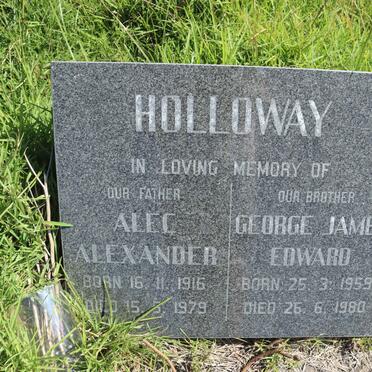 HOLLOWAY
IN LOVING MEMORY OF
OUR FATHER
ALEC
ALEXANDER
BORN 16. 11. 1916
DIED 15. 1979
OUR BROTHER
GEORGE JAME
EDWARD
BORN 25. 3. 1959
DIED 26. 6. 1980